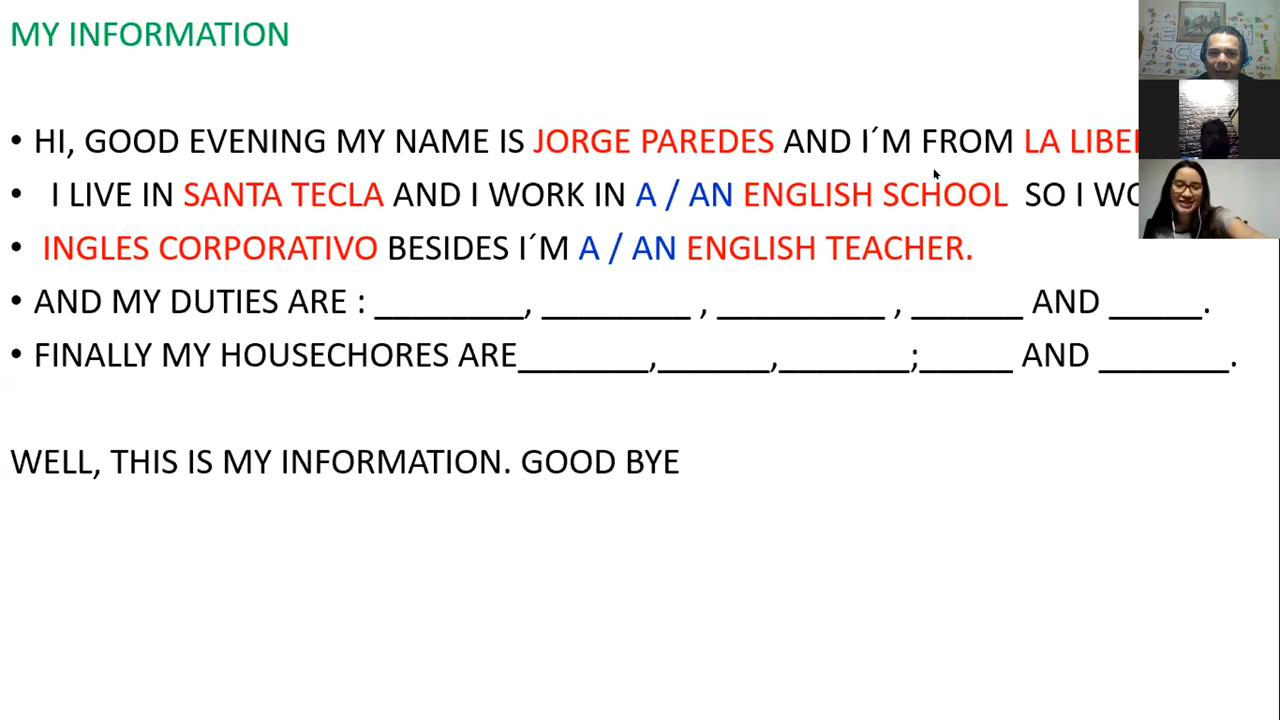 MY INFORMATION
• HI, GOOD EVENING MY NAME IS JORGE PAREDES AND I´M FROM LA
• I LIVE IN SANTA TECLA AND I WORK IN A / AN ENGLISH SCHOOL SO I
• INGLES CORPORATIVO BESIDES I´M A / AN ENGLISH TEACHER.
• AND MY DUTIES ARE : _________, _________ , __________ , _______ AND ______.
• FINALLY MY HOUSECHORES ARE________,_______,________;______ AND ________.
WELL, THIS IS MY INFORMATION. GOOD BYE